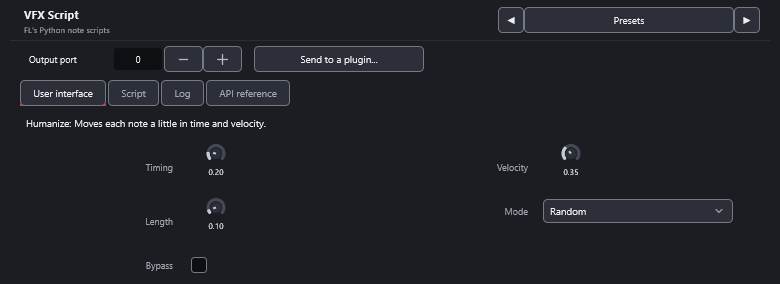 VFX Script
FL's Python note scripts
◀ Presets ▶
Output port 0 − + Send to a plugin...
User interface Script Log API reference
Humanize: Moves each note a little in time and velocity.
Timing 0.20 Velocity 0.35
Length 0.10 Mode Random
Bypass